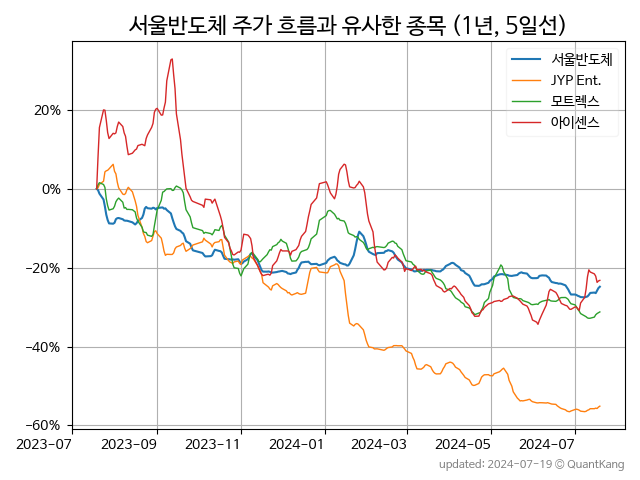 서울반도체 주가 흐름과 유사한 종목 (1년, 5일선)
서울반도체
JYP Ent.
모트렉스
아이센스
20%
0%
−20%
−40%
−60%
2023-07 2023-09 2023-11 2024-01 2024-03 2024-05 2024-07
updated: 2024-07-19 © QuantKang